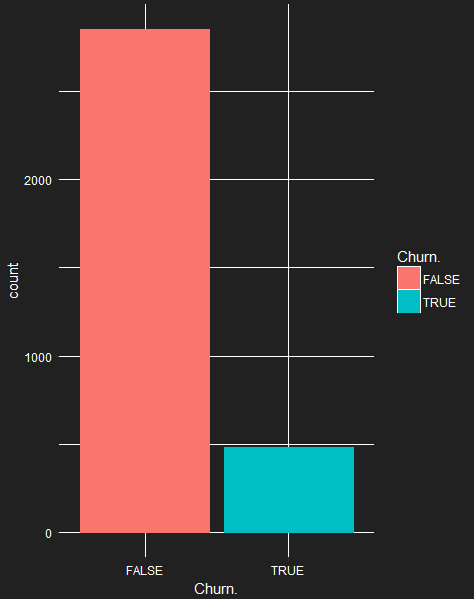 count
2000
1000
0
FALSE
TRUE
Churn.
Churn.
FALSE
TRUE